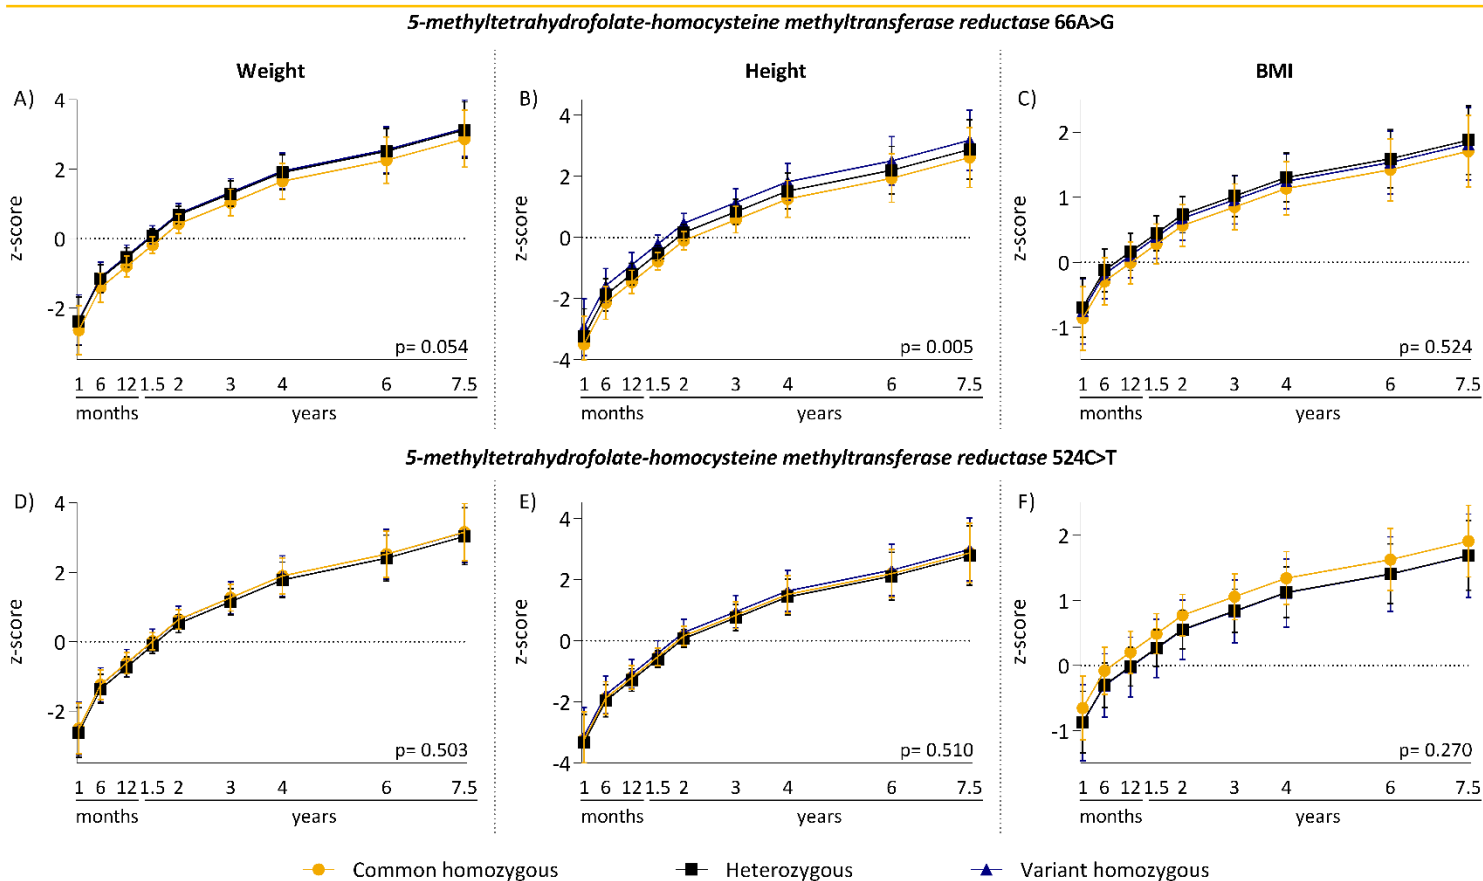 5-methyltetrahydrofolate-homocysteine methyltransferase reductase 66A>G
Weight
Height
BMI
A)
4
2
0
-2
z-score
p= 0.054
1 6 12 1.5 2 3 4 6 7.5
months years
B)
4
2
0
-2
-4
z-score
p= 0.005
1 6 12 1.5 2 3 4 6 7.5
months years
C)
2
1
0
-1
z-score
p= 0.524
1 6 12 1.5 2 3 4 6 7.5
months years
5-methyltetrahydrofolate-homocysteine methyltransferase reductase 524C>T
D)
4
2
0
-2
z-score
p= 0.503
1 6 12 1.5 2 3 4 6 7.5
months years
E)
4
2
0
-2
-4
z-score
p= 0.510
1 6 12 1.5 2 3 4 6 7.5
months years
F)
2
1
0
-1
z-score
p= 0.270
1 6 12 1.5 2 3 4 6 7.5
months years
Common homozygous Heterozygous Variant homozygous